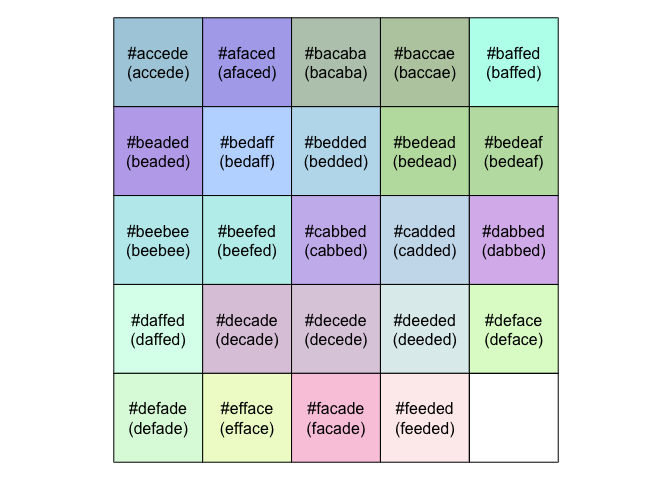 #accede #afaced #bacaba #baccae #baffed
(accede) (afaced) (bacaba) (baccae) (baffed)
#beaded #bedaff #bedded #bedead #bedeaf
(beaded) (bedaff) (bedded) (bedead) (bedeaf)
#beebee #beefed #cabbed #cadded #dabbed
(beebee) (beefed) (cabbed) (cadded) (dabbed)
#daffed #decade #decede #deeded #deface
(daffed) (decade) (decede) (deeded) (deface)
#defade #efface #facade #feeded
(defade) (efface) (facade) (feeded)